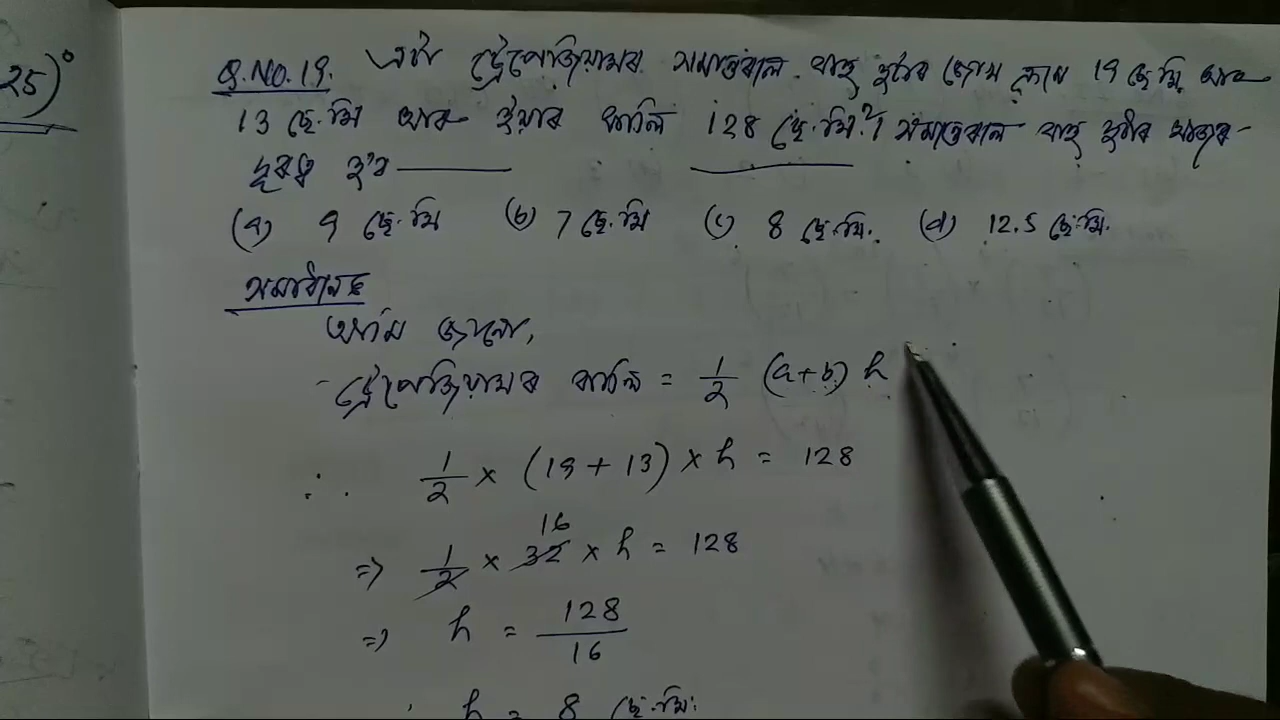 25)°
Q.NO.19. এটা ট্ৰেপেজিয়ামৰ সমান্তৰাল বাহু দুটাৰ জোখ ক্ৰমে 19 ছে.মি আৰু
13 ছে.মি আৰু ইয়াৰ কালি 128 ছে.মি.²। সমান্তৰাল বাহু দুটাৰ মাজৰ
দূৰত্ব হ'ব
(a) 9 ছে.মি (b) 7 ছে.মি (c) 8 ছে.মি. (d) 12.5 ছে.মি.
সমাধানঃ
আমি জানো,
ট্ৰেপেজিয়ামৰ কালি = 1/2 (a+b) h
∴ 1/2 × (19 + 13) × h = 128
=> 1/2 × 32 16 × h = 128
=> h = 128/16
∴ h = 8 ছে.মি.